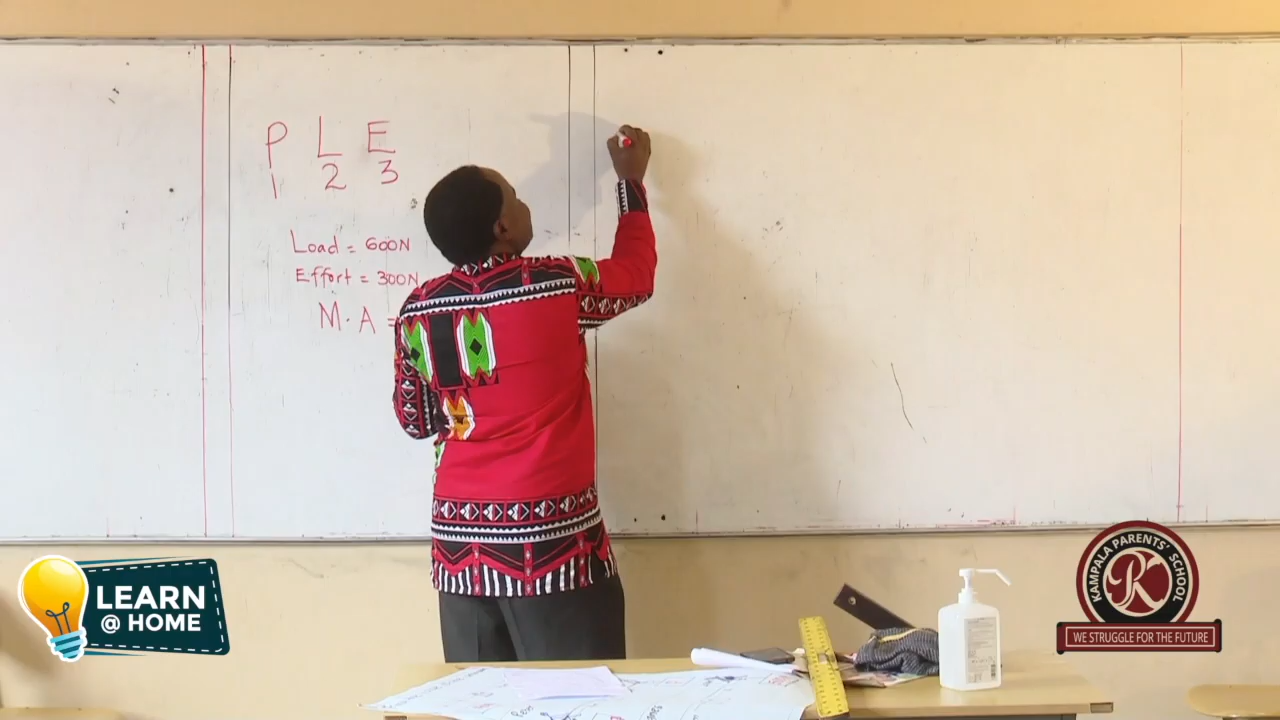 P L E
1 2 3
Load = 600N
Effort = 300N
M.A =
LEARN
@ HOME
KAMPALA PARENTS' SCHOOL
WE STRUGGLE FOR THE FUTURE